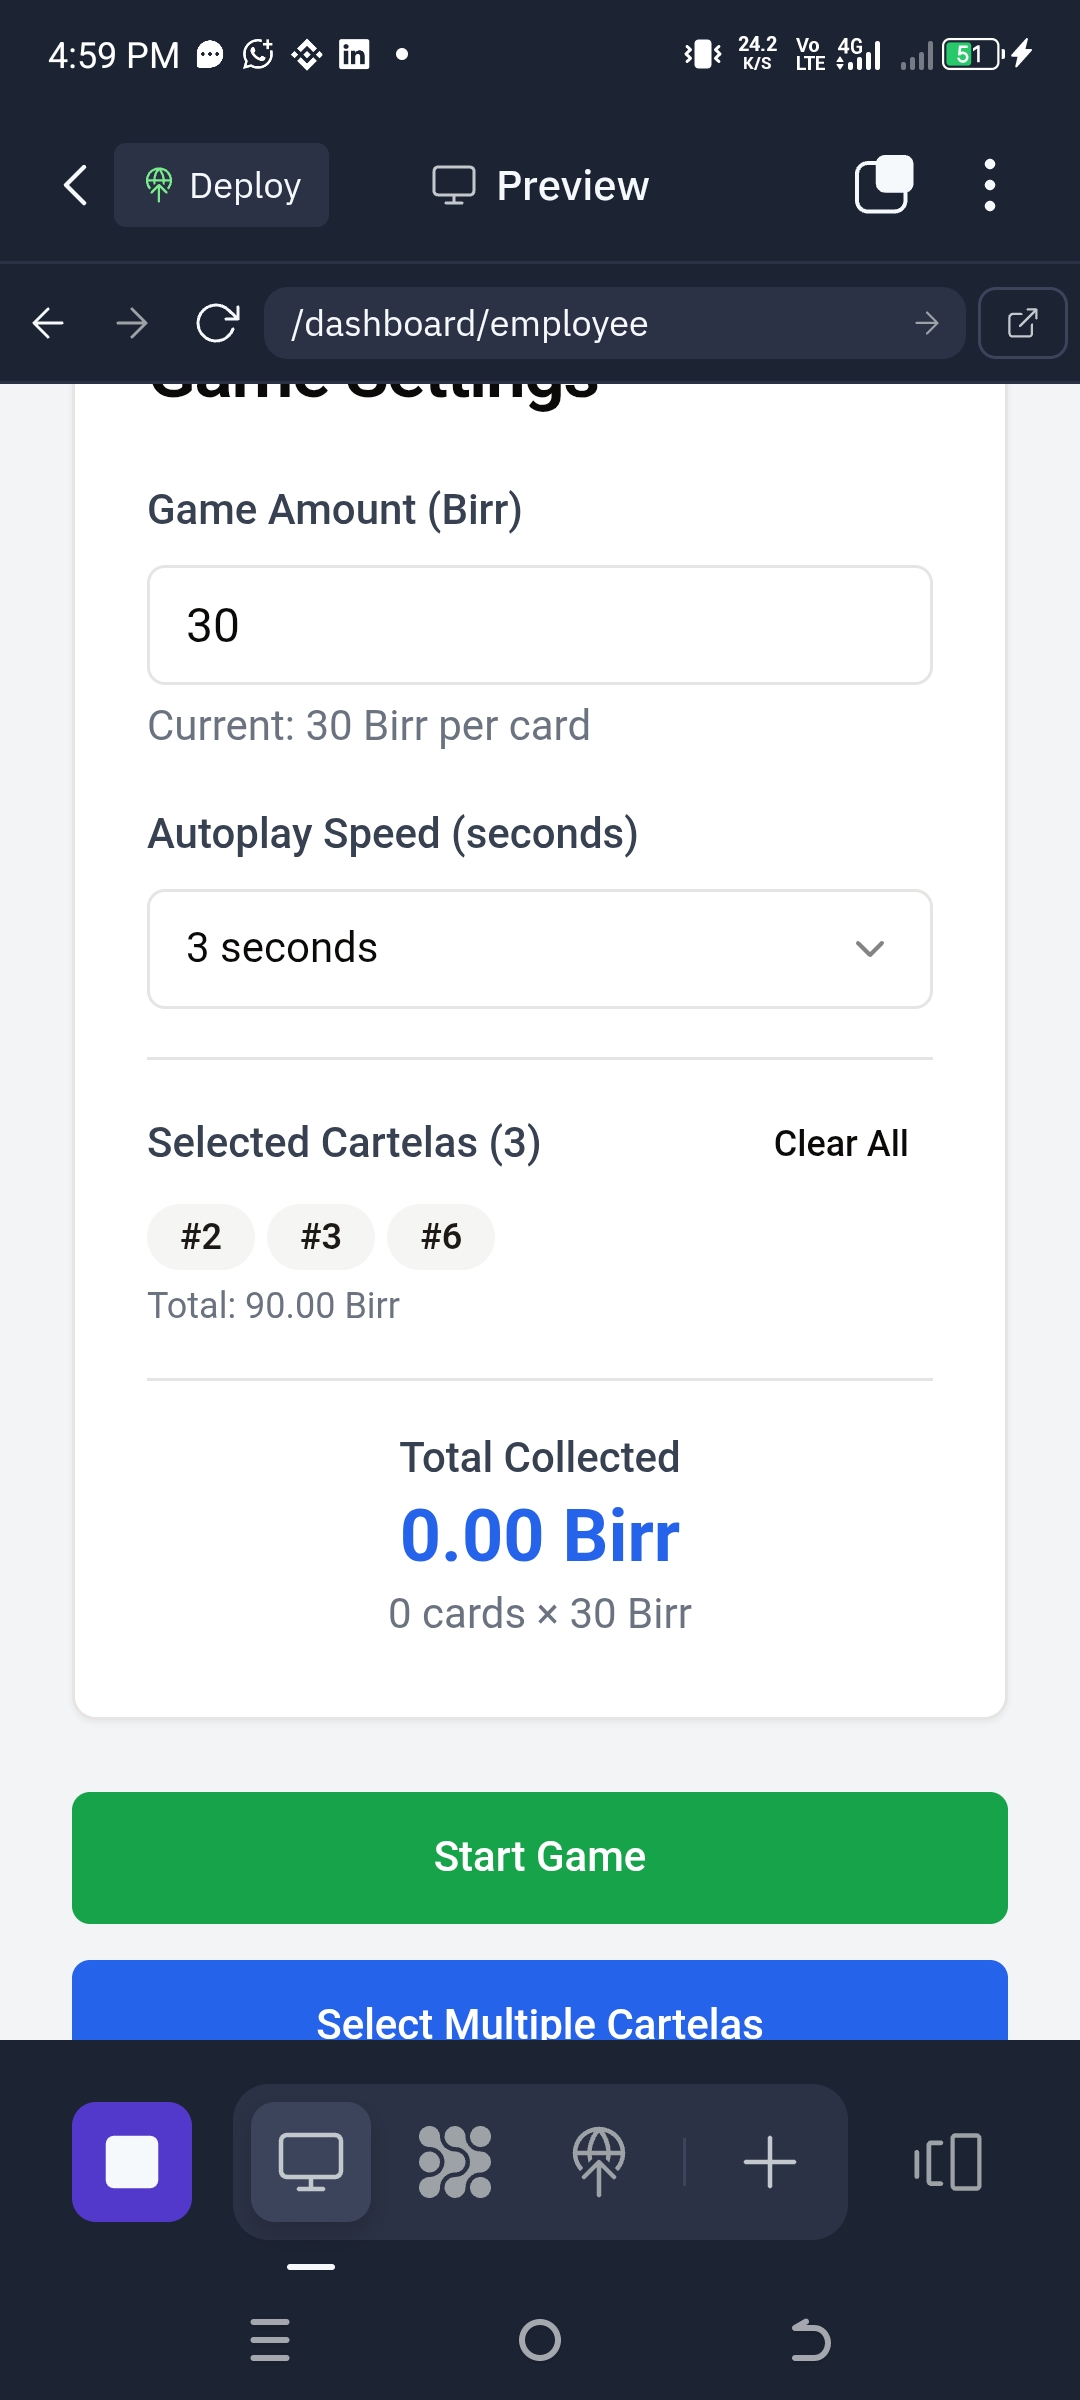 4:59 PM
24.2 K/S
Vo LTE
4G
51
Deploy
Preview
/dashboard/employee
Game Settings
Game Amount (Birr)
30
Current: 30 Birr per card
Autoplay Speed (seconds)
3 seconds
Selected Cartelas (3)
Clear All
#2 #3 #6
Total: 90.00 Birr
Total Collected
0.00 Birr
0 cards × 30 Birr
Start Game
Select Multiple Cartelas